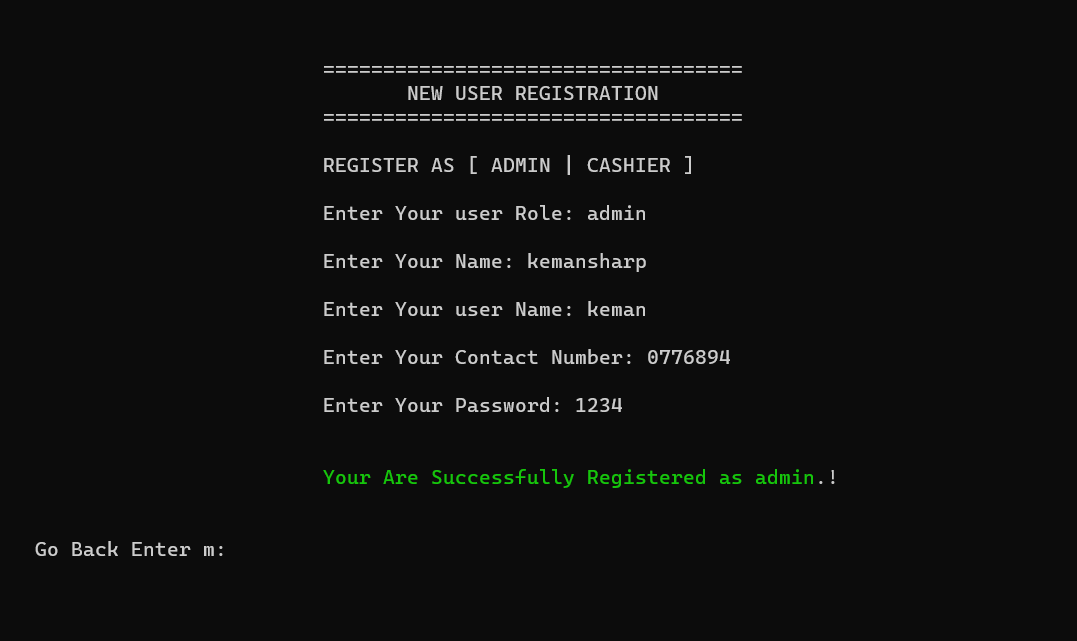 ===================================
NEW USER REGISTRATION
===================================
REGISTER AS [ ADMIN | CASHIER ]
Enter Your user Role: admin
Enter Your Name: kemansharp
Enter Your user Name: keman
Enter Your Contact Number: 0776894
Enter Your Password: 1234
Your Are Successfully Registered as admin.!
Go Back Enter m: